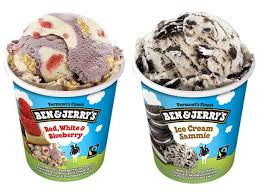 Vermont's Finest
BEN & JERRY'S
Red, White &
Blueberry
Vermont's Finest
BEN & JERRY'S
Ice Cream
Sammie